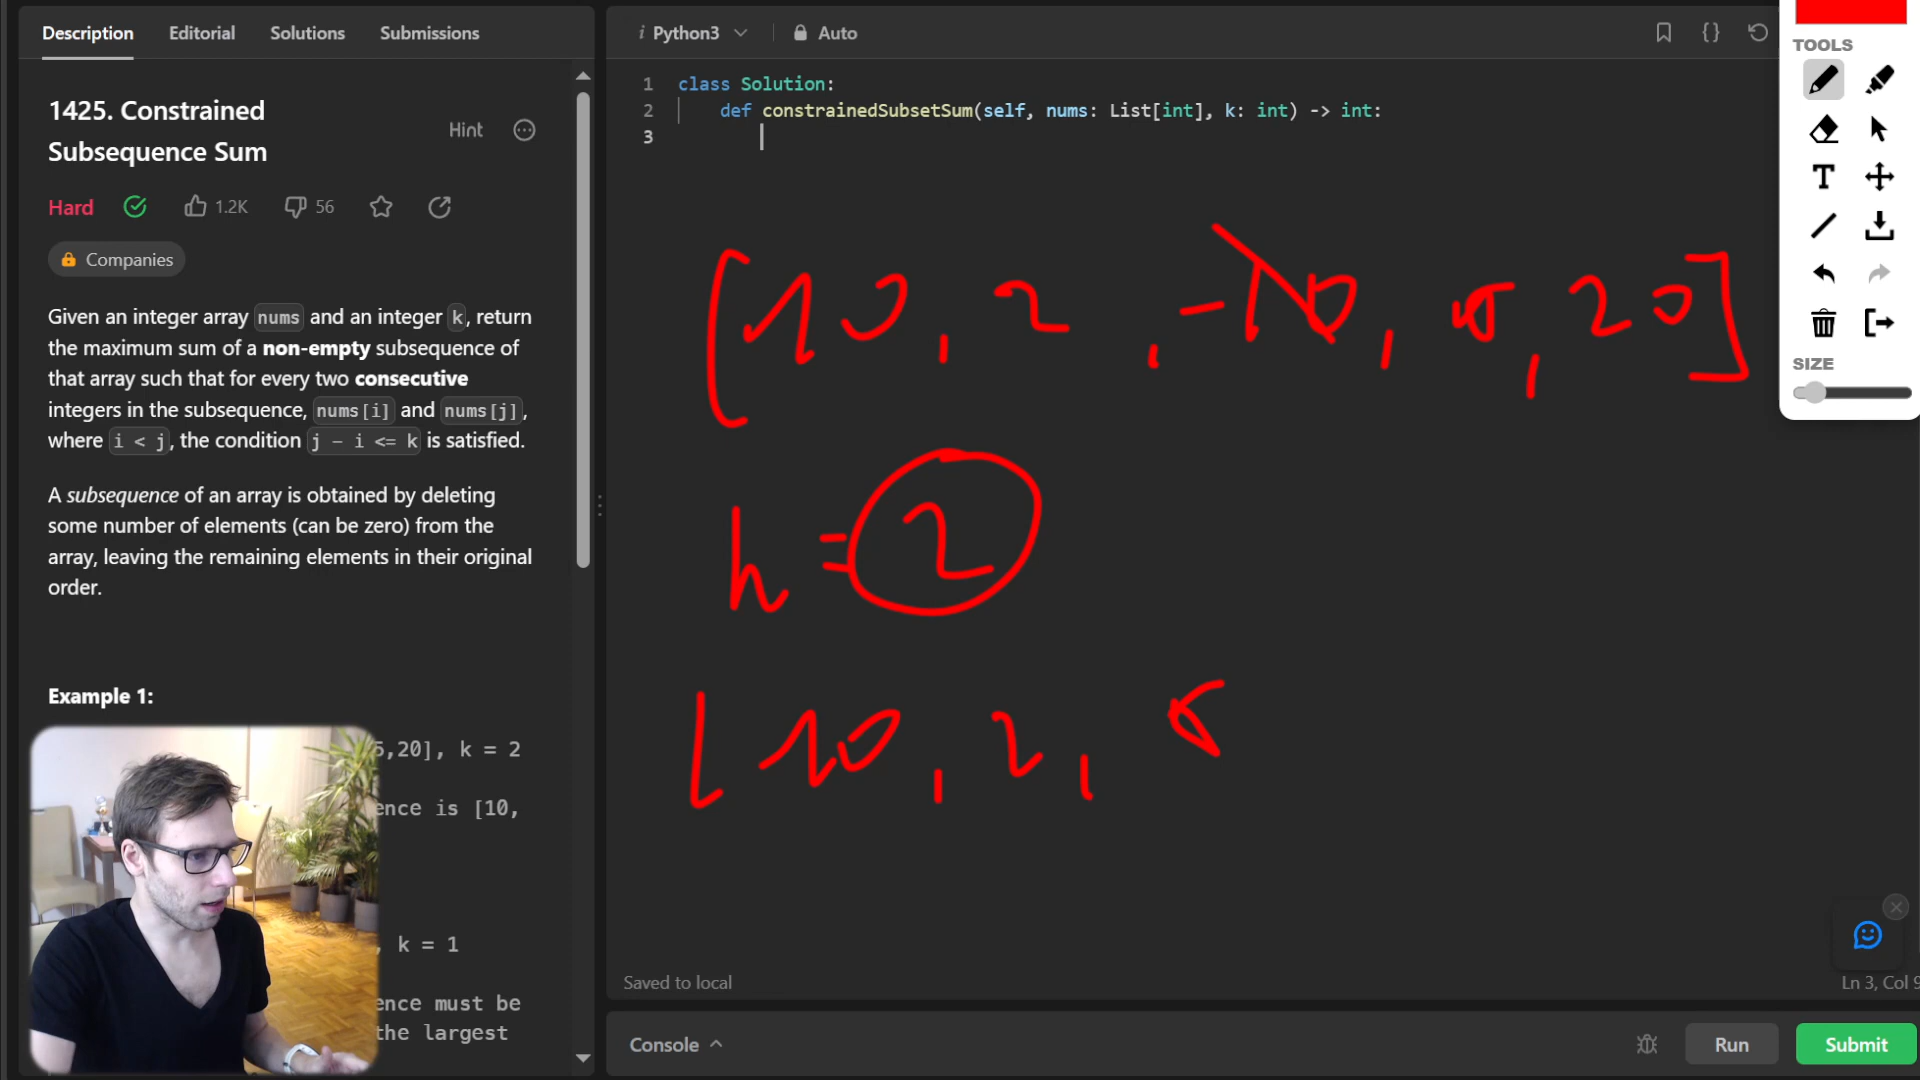 Description Editorial Solutions Submissions
1425. Constrained
Subsequence Sum
Hint
Hard 1.2K 56
Companies
Given an integer array nums and an integer k, return
the maximum sum of a non-empty subsequence of
that array such that for every two consecutive
integers in the subsequence, nums[i] and nums[j],
where i < j, the condition j - i <= k is satisfied.
A subsequence of an array is obtained by deleting
some number of elements (can be zero) from the
array, leaving the remaining elements in their original
order.
Example 1:
5,20], k = 2
ence is [10,
, k = 1
ence must be
the largest
i Python3 Auto
1 class Solution:
2 def constrainedSubsetSum(self, nums: List[int], k: int) -> int:
3
[10, 2, -10, 5, 20]
k = 2
[10, 2, 5
Saved to local
Ln 3, Col 9
Console
Run
Submit
TOOLS
T
SIZE